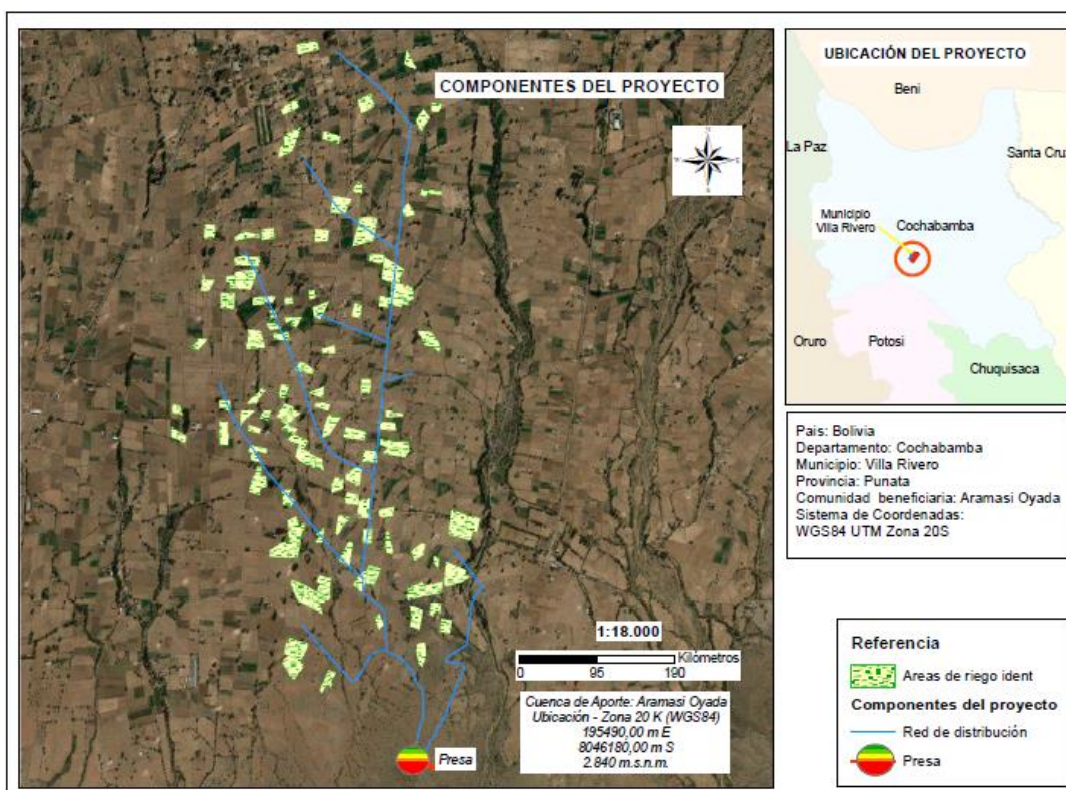 COMPONENTES DEL PROYECTO
N
W
E
S
1:18.000
Kilómetros
0 95 190
Cuenca de Aporte: Aramasi Oyada
Ubicación - Zona 20 K (WGS84)
195490,00 m E
8046180,00 m S
2.840 m.s.n.m.
Presa
UBICACIÓN DEL PROYECTO
Beni
La Paz
Santa Cruz
Municipio
Villa Rivero
Cochabamba
Oruro
Potosi
Chuquisaca
Pais: Bolivia
Departamento: Cochabamba
Municipio: Villa Rivero
Provincia: Punata
Comunidad beneficiaria: Aramasi Oyada
Sistema de Coordenadas:
WGS84 UTM Zona 20S
Referencia
Areas de riego ident
Componentes del proyecto
Red de distribución
Presa